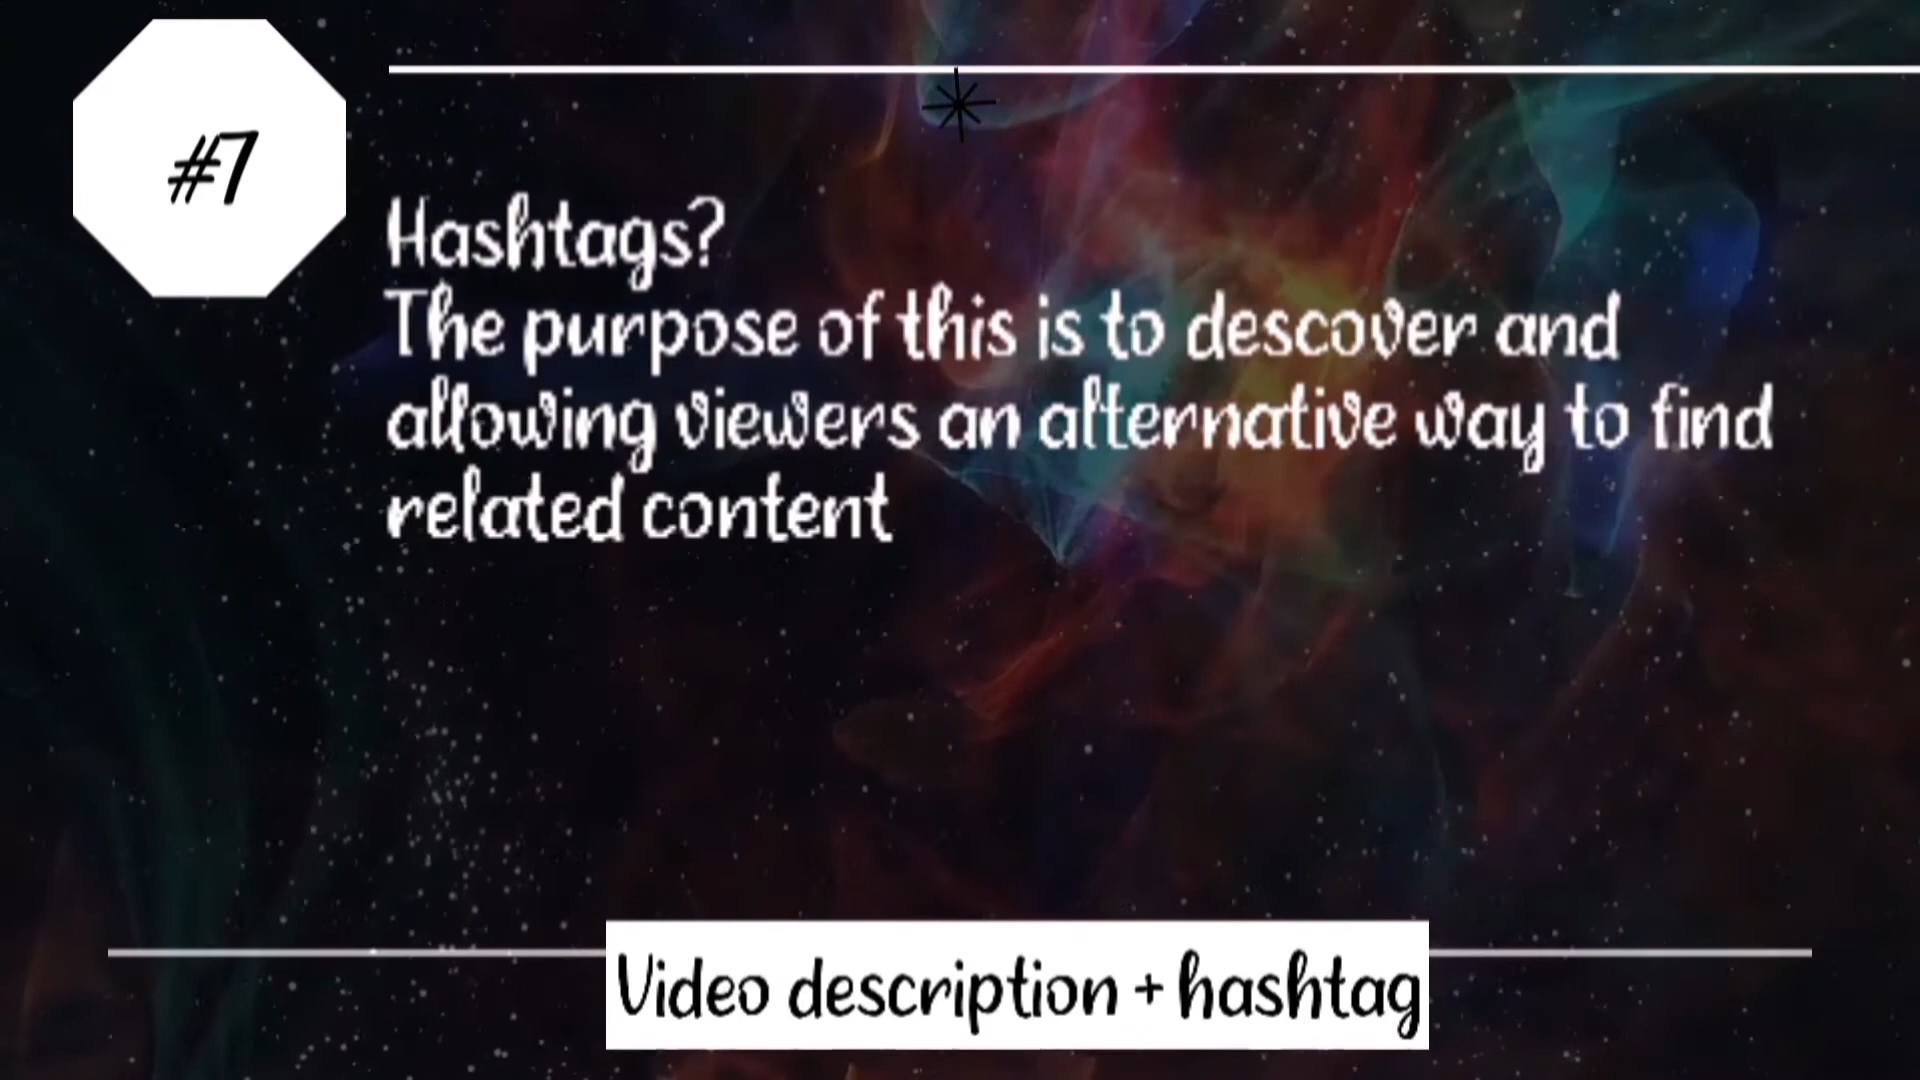 #7
Hashtags?
The purpose of this is to descover and
allowing viewers an alternative way to find
related content
Video description + hashtag